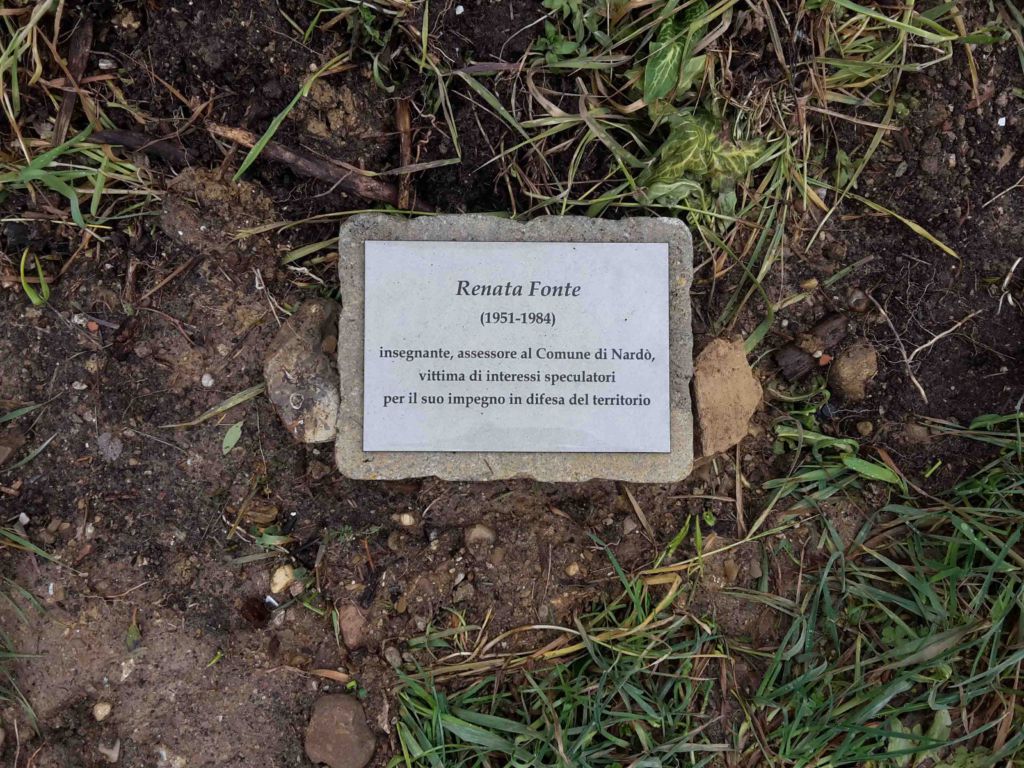 Renata Fonte
(1951-1984)
insegnante, assessore al Comune di Nardò,
vittima di interessi speculatori
per il suo impegno in difesa del territorio